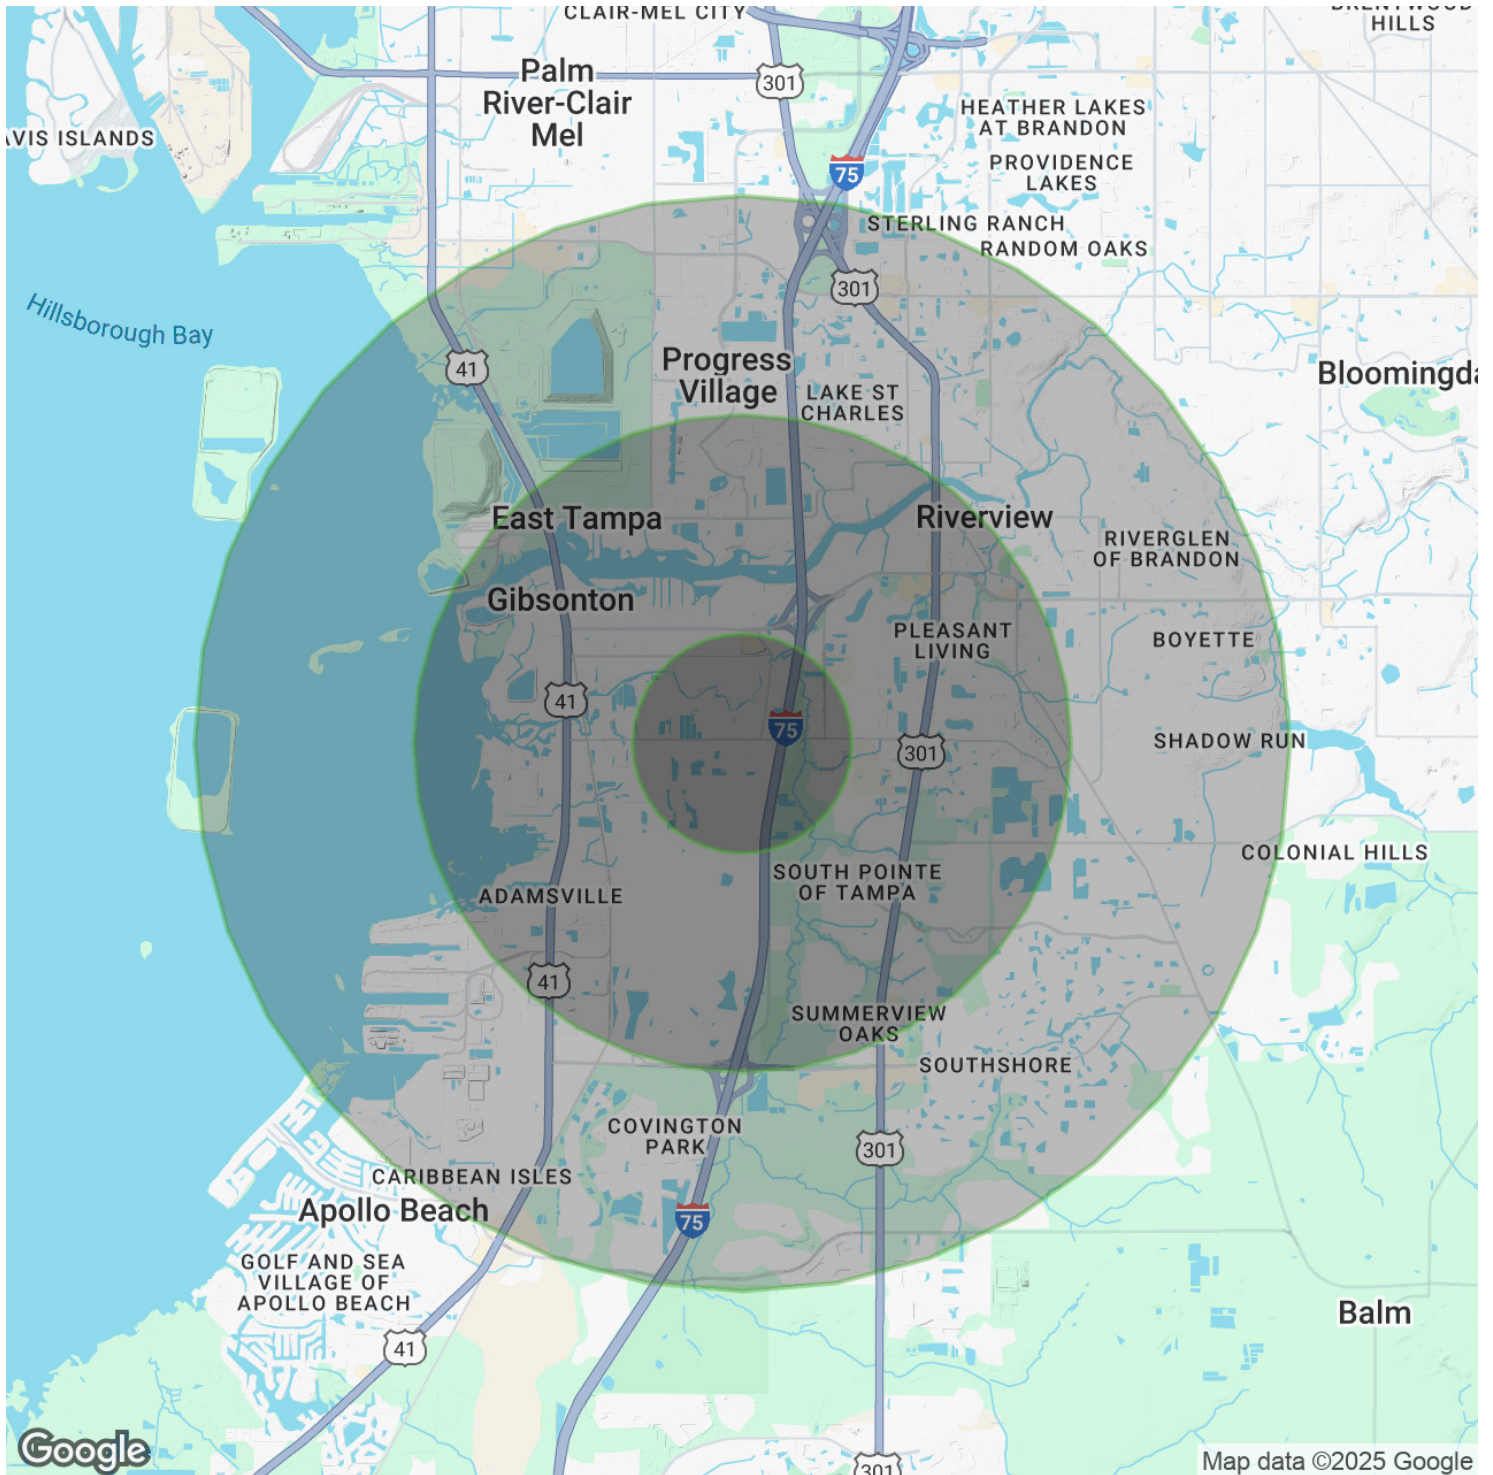 CLAIR-MEL CITY
HILLS
Palm
River-Clair
Mel
301
HEATHER LAKES
AT BRANDON
AVIS ISLANDS
PROVIDENCE
LAKES
75
STERLING RANCH
RANDOM OAKS
301
Hillsborough Bay
41
Progress
Village
LAKE ST
CHARLES
Bloomingda
East Tampa
Riverview
RIVERGLEN
OF BRANDON
Gibsonton
PLEASANT
LIVING
BOYETTE
41
75
301
SHADOW RUN
COLONIAL HILLS
SOUTH POINTE
OF TAMPA
ADAMSVILLE
41
SUMMERVIEW
OAKS
SOUTHSHORE
COVINGTON
PARK
301
CARIBBEAN ISLES
Apollo Beach
75
GOLF AND SEA
VILLAGE OF
APOLLO BEACH
Balm
41
Google
301
Map data ©2025 Google